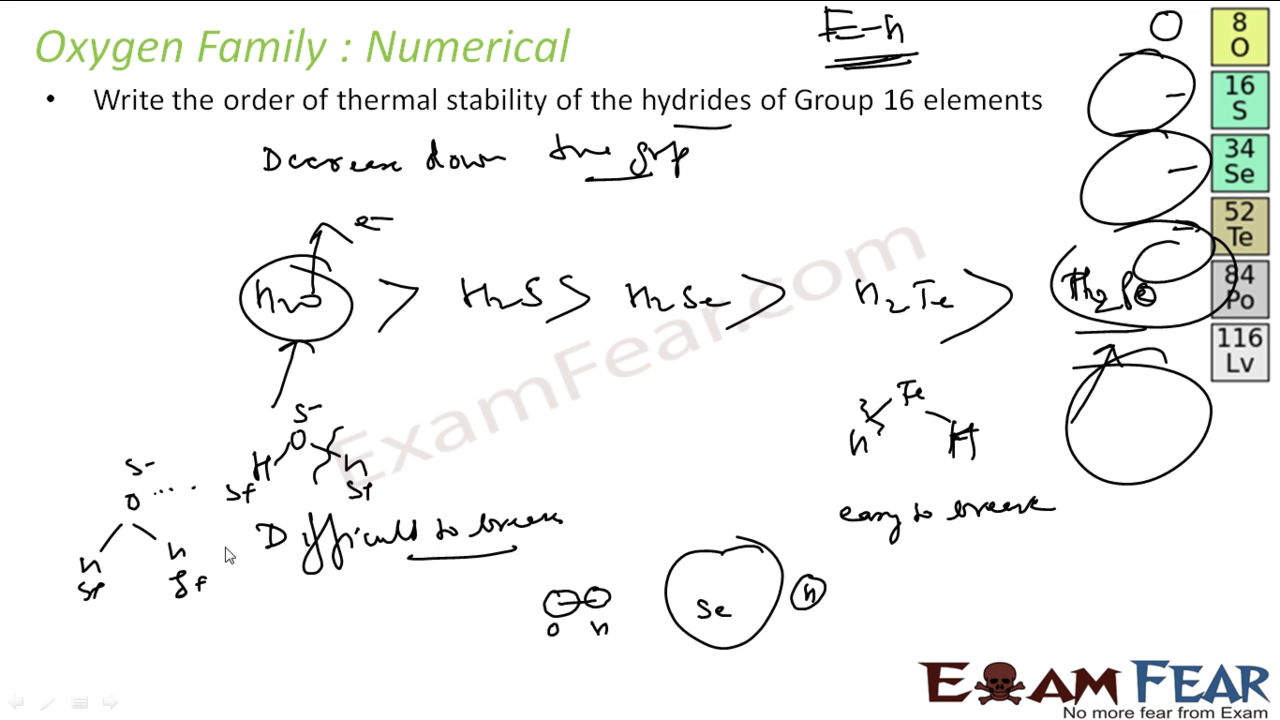 Oxygen Family : Numerical
E-H
• Write the order of thermal stability of the hydrides of Group 16 elements
Decrease down the grp
e-
H2O > H2S > H2Se > H2Te > H2Po
O
8
O
16
S
34
Se
52
Te
84
Po
116
Lv
ExamFear.com
δ-
O
H
H
δ+
δ+
Difficult to break
δ-
O ....
H
H
δ+
δ+
Te
H
H
easy to break
O H
Se
H
EXAM FEAR
No more fear from Exam